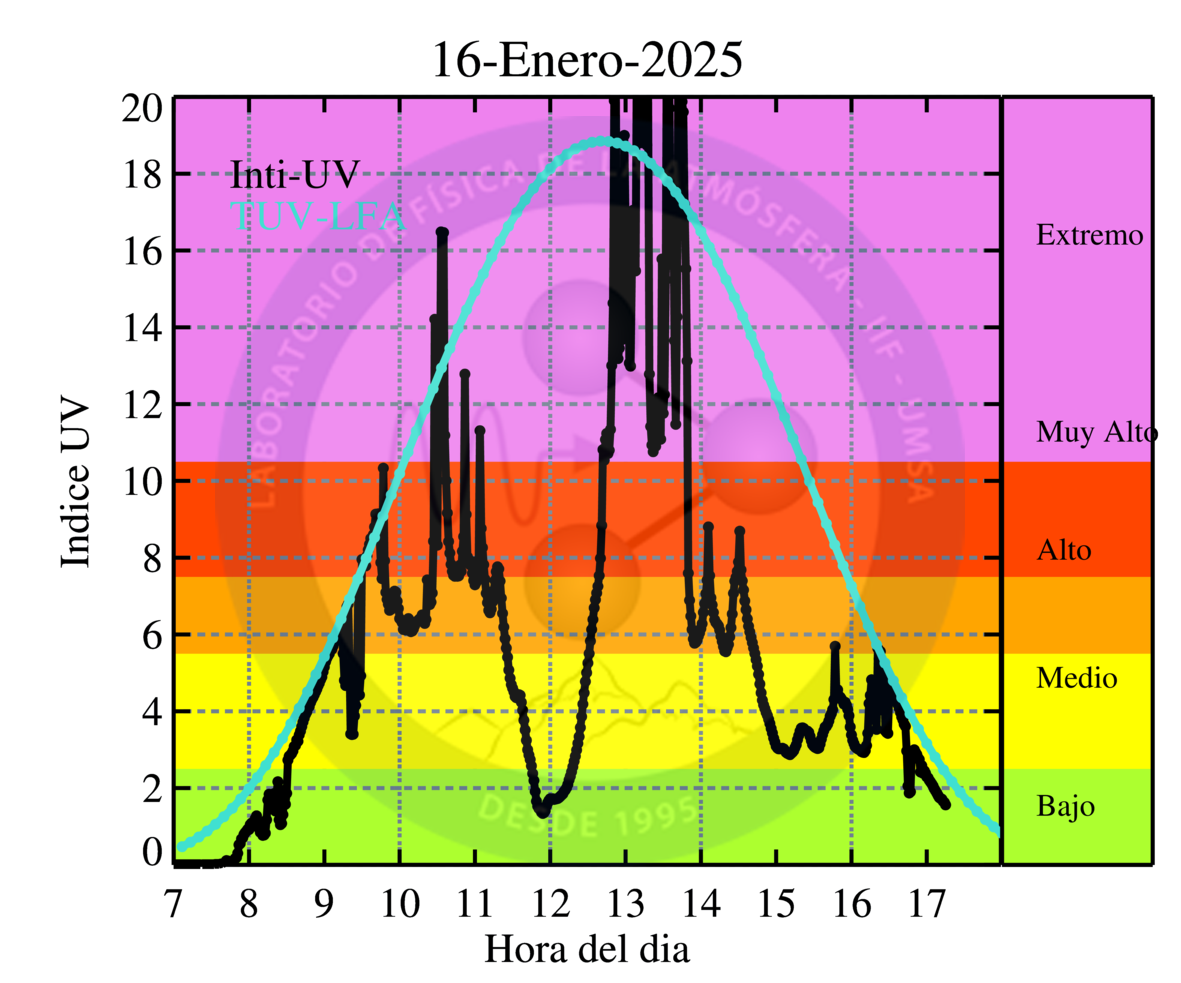 16-Enero-2025
20
18
16
14
12
10
8
6
4
2
0
Indice UV
Inti-UV
TUV-LFA
LABORATORIO DE FÍSICA DE LA ATMÓSFERA - IIF - UMSA
DESDE 1995
Extremo
Muy Alto
Alto
Medio
Bajo
7 8 9 10 11 12 13 14 15 16 17
Hora del dia